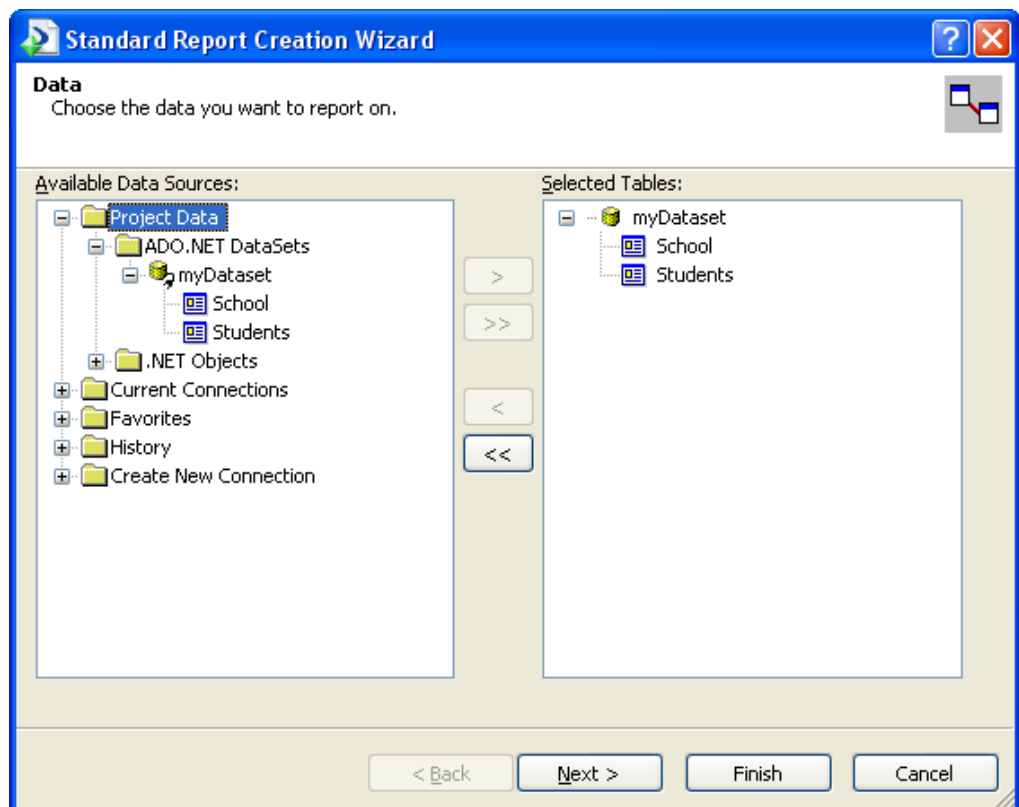 Standard Report Creation Wizard
?
Data
Choose the data you want to report on.
Available Data Sources:
Project Data
ADO.NET DataSets
myDataset
School
Students
.NET Objects
Current Connections
Favorites
History
Create New Connection
>
>>
<
<<
Selected Tables:
myDataset
School
Students
< Back
Next >
Finish
Cancel